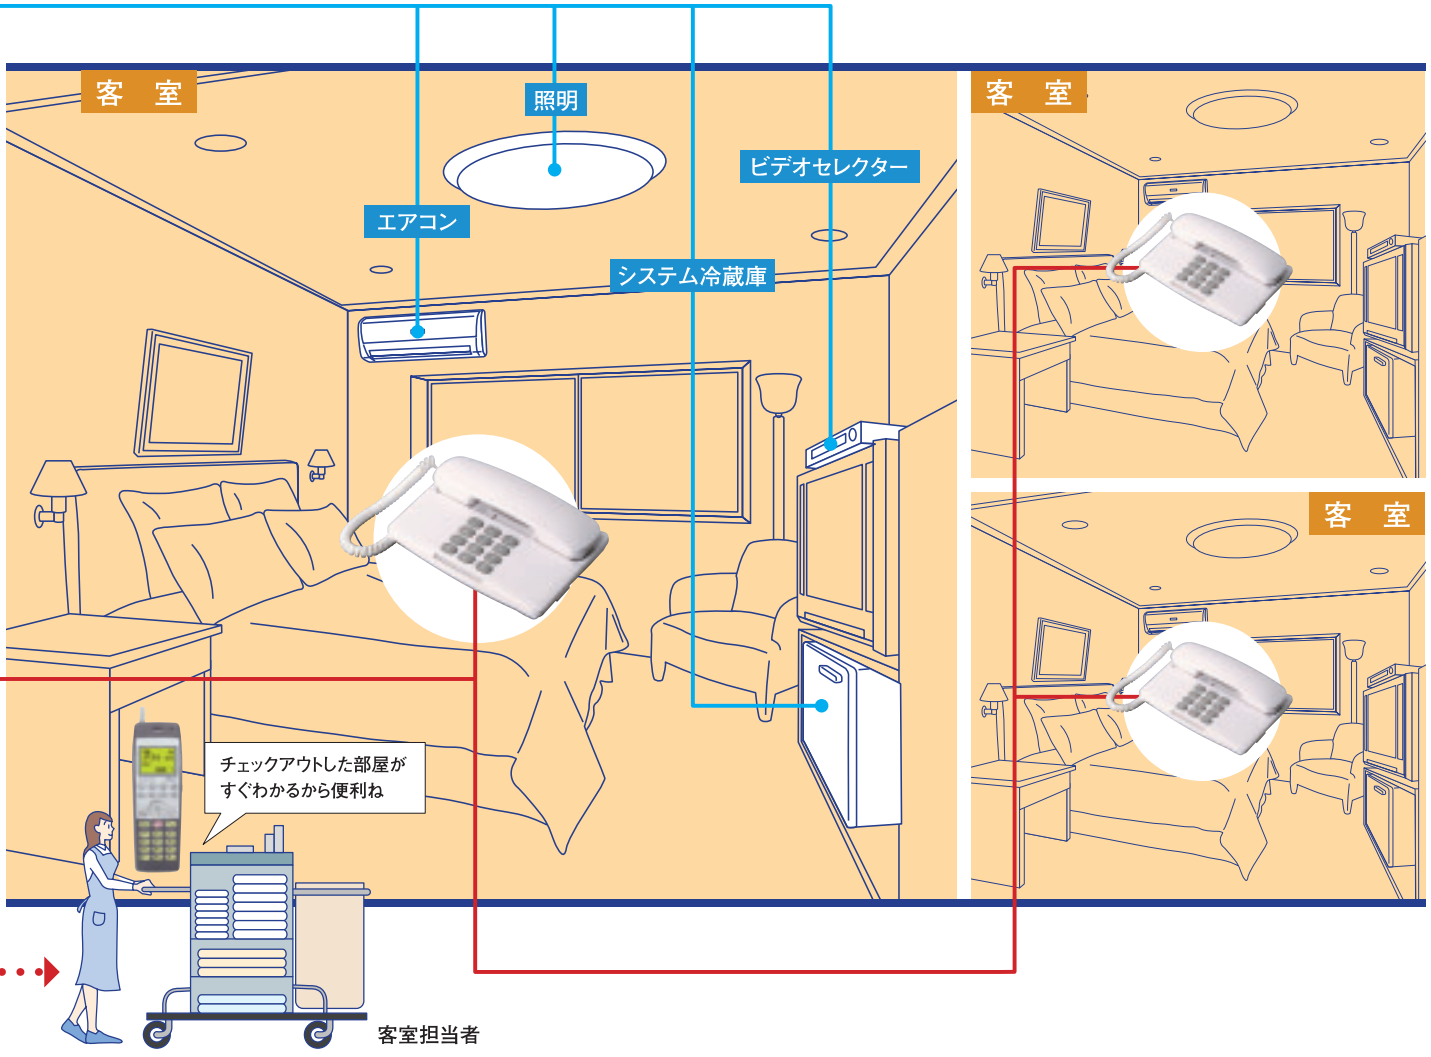 客 室
客 室
照明
ビデオセレクター
エアコン
システム冷蔵庫
客 室
チェックアウトした部屋が
すぐわかるから便利ね
客室担当者